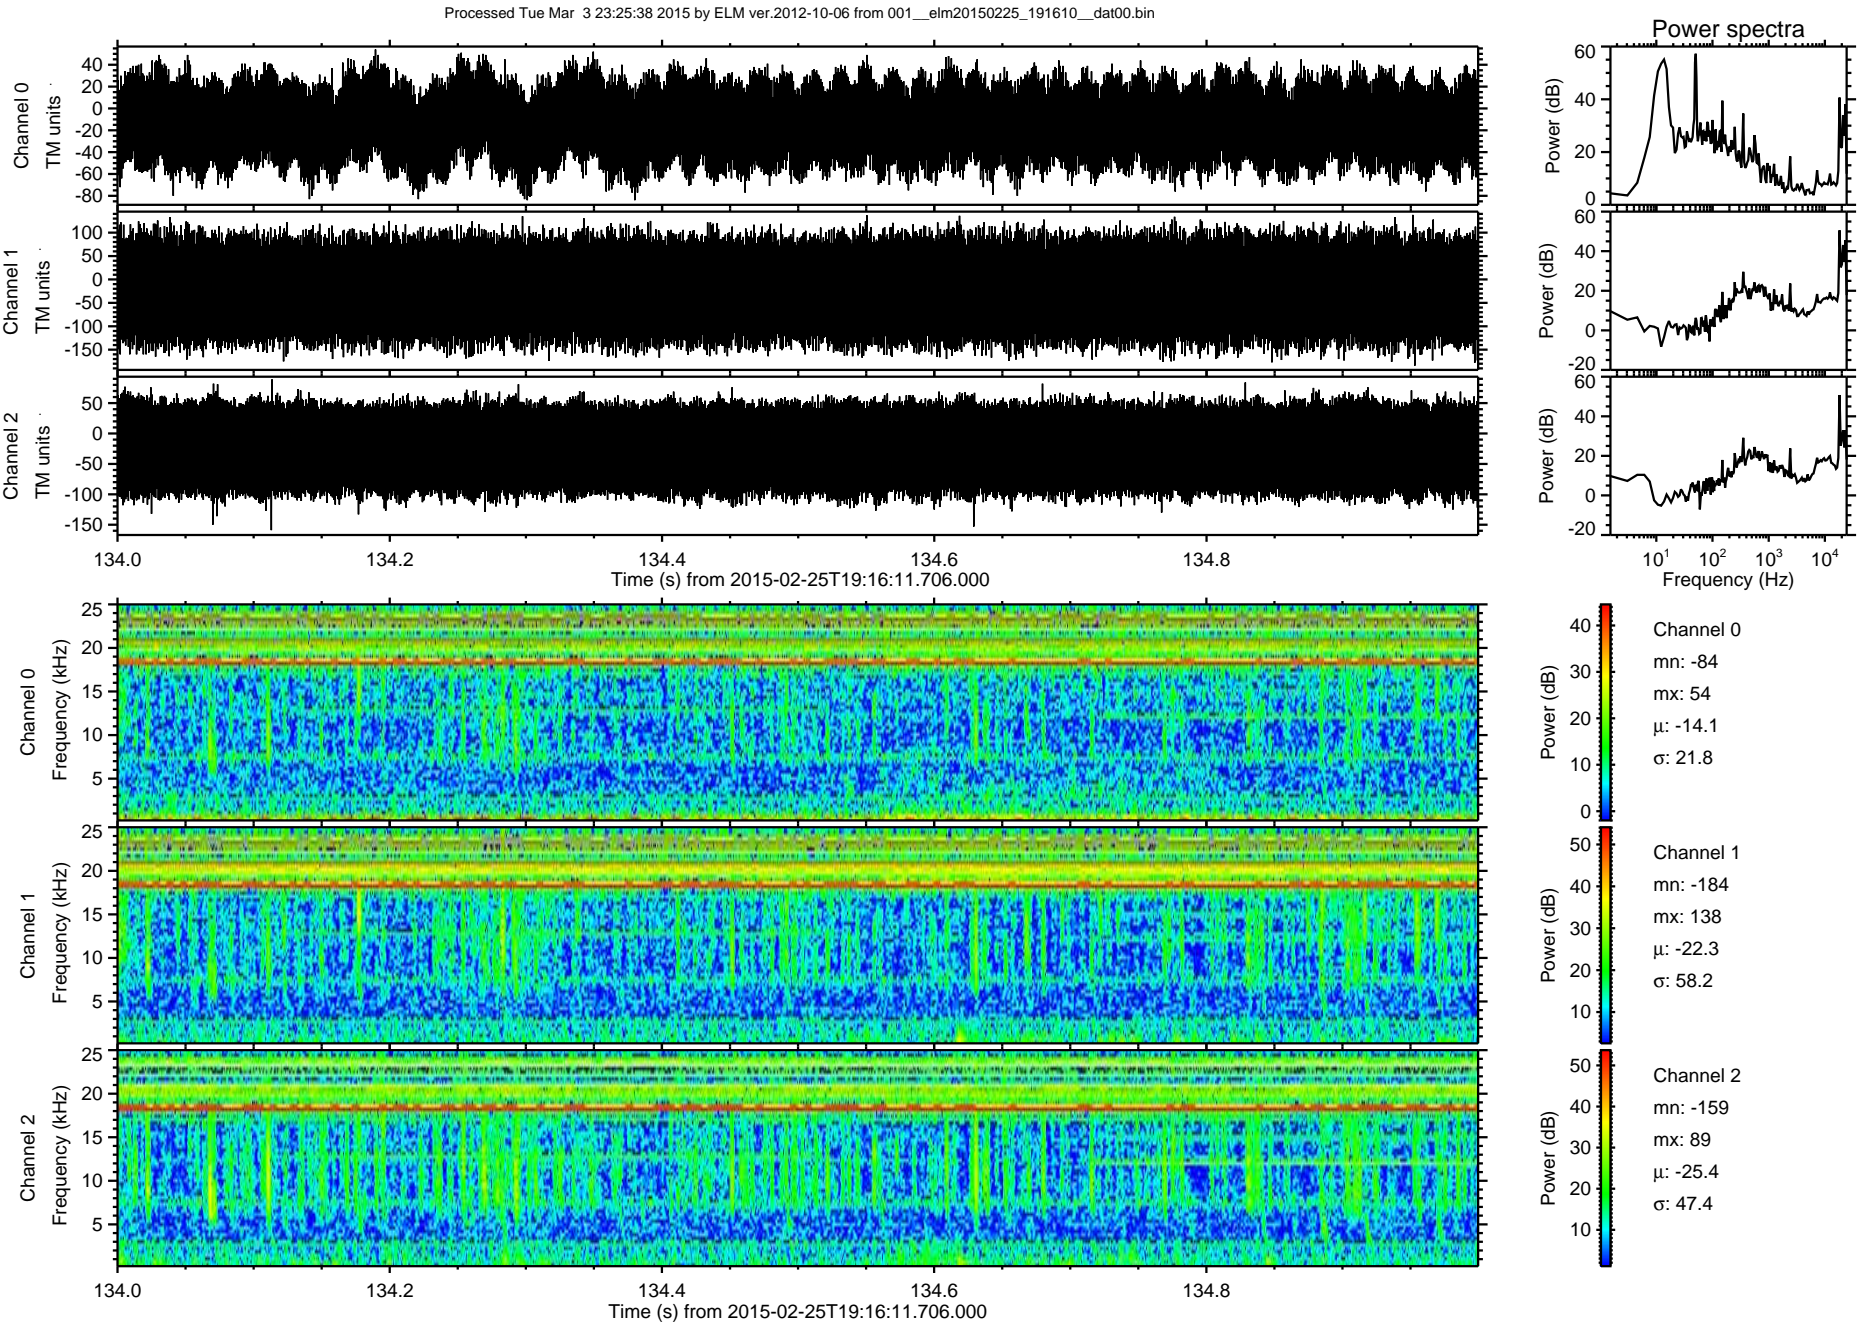 Processed Tue Mar  3 23:25:38 2015 by ELM ver.2012-10-06 from 001__elm20150225_191610__dat00.bin
Power spectra
Channel 0
TM units
40
20
0
-20
-40
-60
-80
Power (dB)
60
40
20
0
Channel 1
TM units
100
50
0
-50
-100
-150
Power (dB)
60
40
20
0
-20
Channel 2
TM units
50
0
-50
-100
-150
Power (dB)
60
40
20
0
-20
134.0 134.2 134.4 134.6 134.8
Time (s) from 2015-02-25T19:16:11.706.000
10¹ 10² 10³ 10⁴
Frequency (Hz)
Channel 0
Frequency (kHz)
25
20
15
10
5
Power (dB)
40
30
20
10
0
Channel 0
mn: -84
mx: 54
μ: -14.1
σ: 21.8
Channel 1
Frequency (kHz)
25
20
15
10
5
Power (dB)
50
40
30
20
10
Channel 1
mn: -184
mx: 138
μ: -22.3
σ: 58.2
Channel 2
Frequency (kHz)
25
20
15
10
5
Power (dB)
50
40
30
20
10
Channel 2
mn: -159
mx: 89
μ: -25.4
σ: 47.4
134.0 134.2 134.4 134.6 134.8
Time (s) from 2015-02-25T19:16:11.706.000